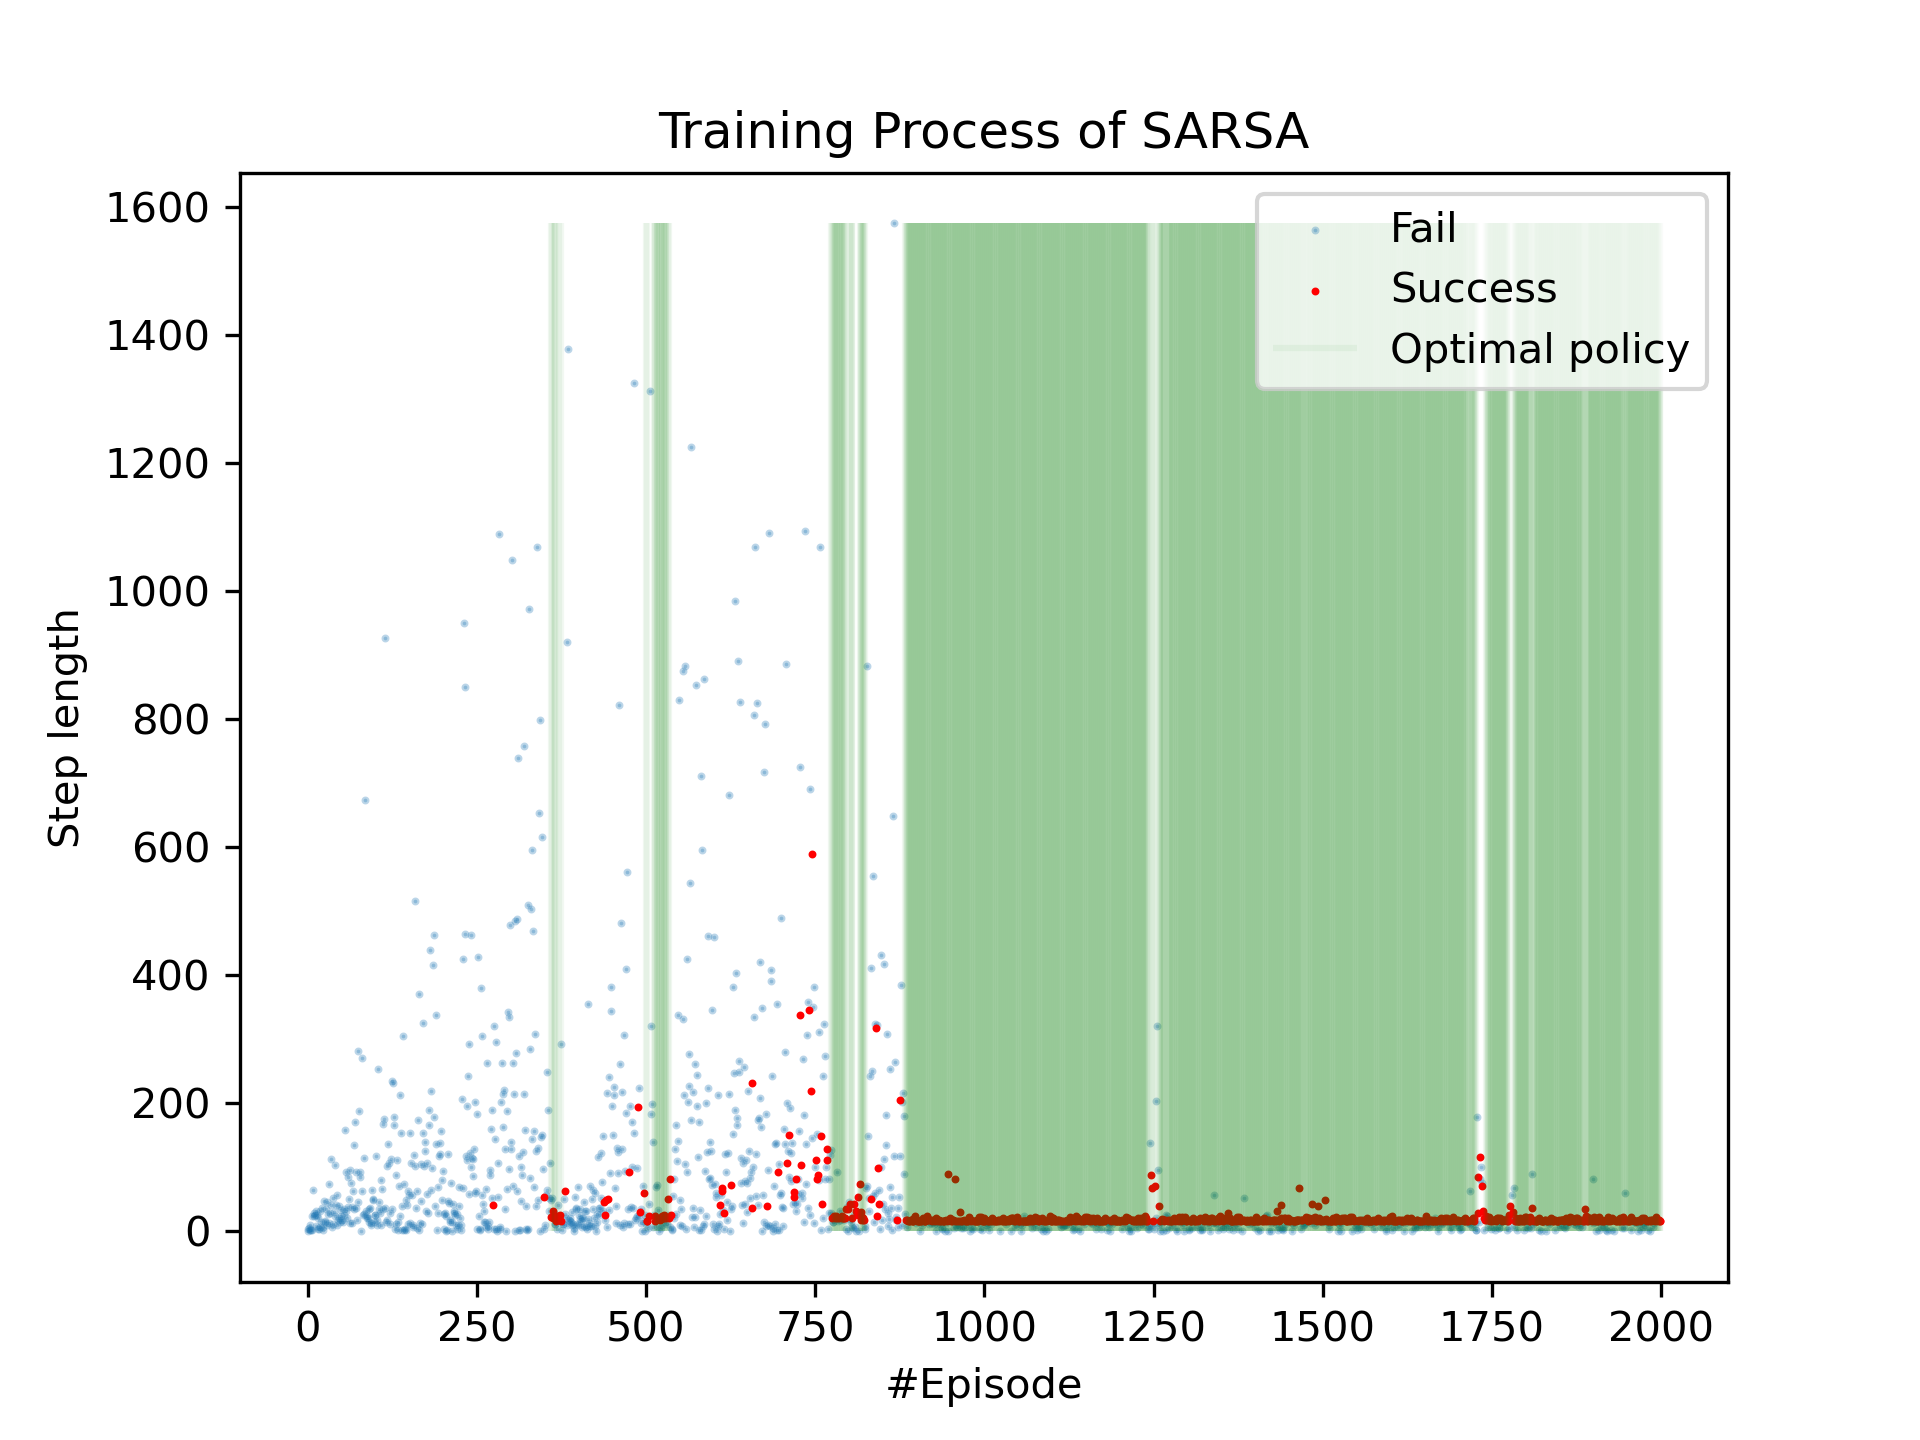 Training Process of SARSA
1600
1400
1200
1000
800
600
400
200
0
Step length
Fail
Success
Optimal policy
0 250 500 750 1000 1250 1500 1750 2000
#Episode